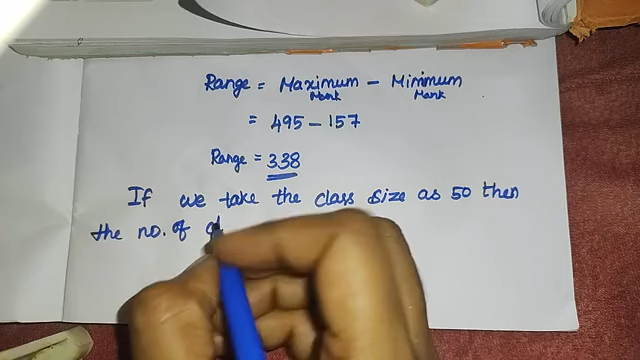 Range = Maximum - Minimum
Mark Mark
= 495 - 157
Range = 338
If we take the class size as 50 then
the no. of